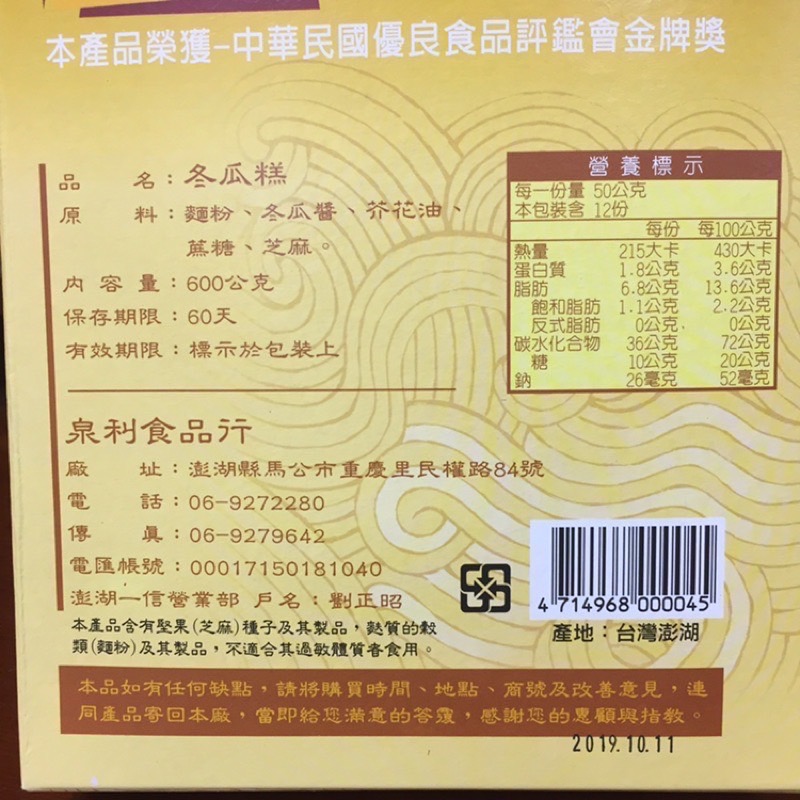 本產品榮獲-中華民國優良食品評鑑會金牌獎
品 名：冬瓜糕
原 料：麵粉、冬瓜醬、芥花油、
蔗糖、芝麻。
內容量：600公克
保存期限：60天
有效期限：標示於包裝上
營養標示
每一份量 50公克
本包裝含 12份
每份 每100公克
熱量 215大卡 430大卡
蛋白質 1.8公克 3.6公克
脂肪 6.8公克 13.6公克
飽和脂肪 1.1公克 2.2公克
反式脂肪 0公克 0公克
碳水化合物 36公克 72公克
糖 10公克 20公克
鈉 26毫克 52毫克
泉利食品行
廠 址：澎湖縣馬公市重慶里民權路84號
電 話：06-9272280
傳 真：06-9279642
電匯帳號：00017150181040
澎湖一信營業部 戶名：劉正昭
本產品含有堅果(芝麻)種子及其製品，麩質的穀
類(麵粉)及其製品，不適合其過敏體質者食用。
4 714968 000045
產地：台灣澎湖
本品如有任何缺點，請將購買時間、地點、商號及改善意見，連
同產品寄回本廠，當即給您滿意的答覆，感謝您的惠顧與指教。
2019.10.11